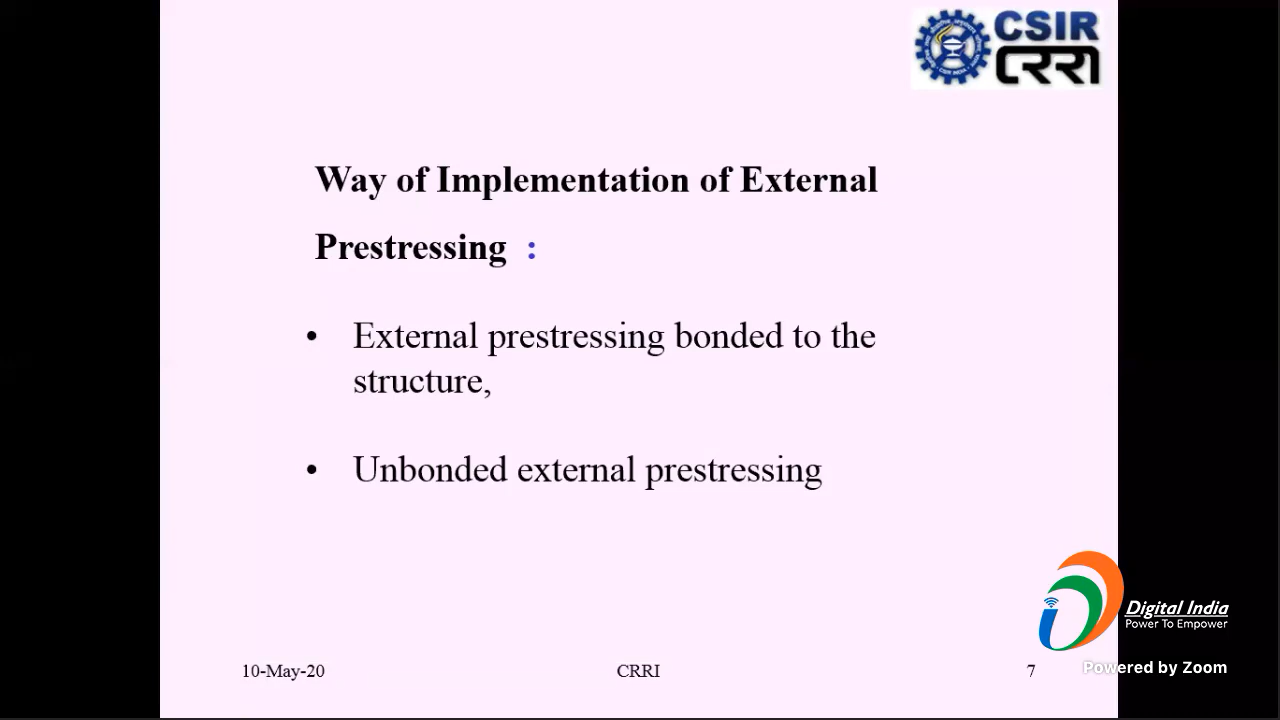 CSIR
CRRI
Way of Implementation of External
Prestressing :
• External prestressing bonded to the
structure,
• Unbonded external prestressing
Digital India
Power To Empower
10-May-20 CRRI 7
Powered by Zoom